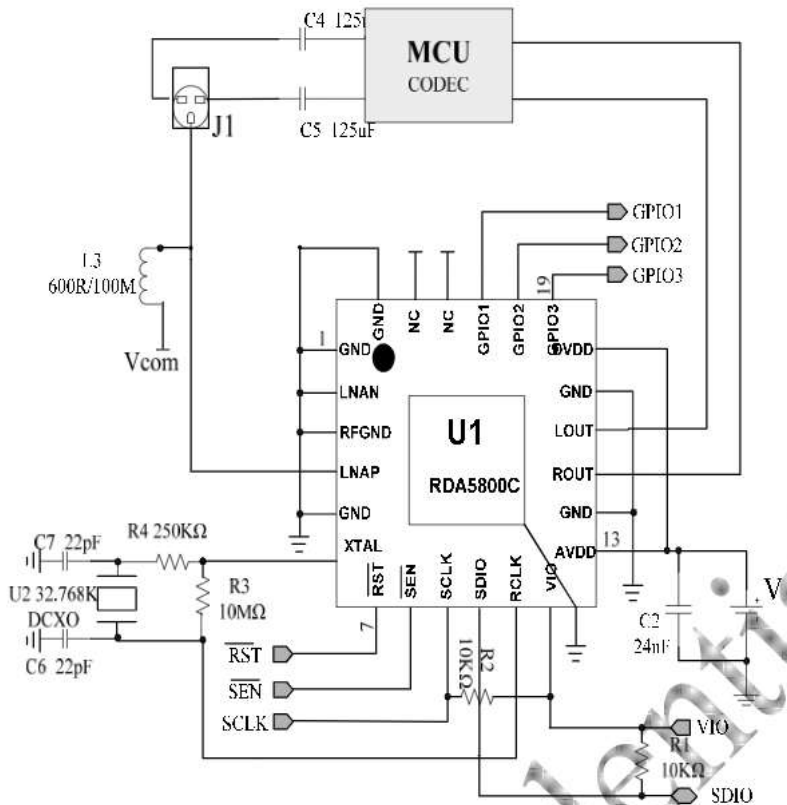 C4 125u
MCU
CODEC
C5 125uF
J1
GPIO1
GPIO2
GPIO3
L3
600R/100M
Vcom
GND
NC
NC
GPIO1
GPIO2
GPIO3
19
1
GND
LNAN
RFGND
LNAP
GND
XTAL
DVDD
GND
LOUT
ROUT
GND
AVDD
13
U1
RDA5800C
RST
SEN
SCLK
SDIO
RCLK
VIO
7
C7 22pF
R4 250KΩ
U2 32.768K
DCXO
C6 22pF
R3
10MΩ
RST
SEN
SCLK
R2
10KΩ
C2
24nF
V
+
VIO
R1
10KΩ
SDIO